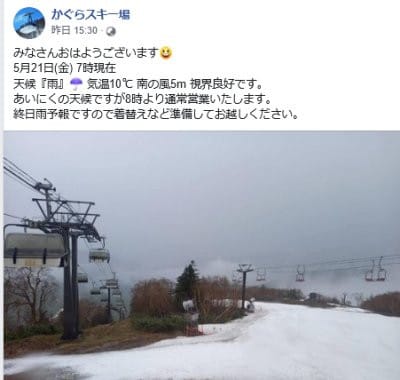 かぐらスキー場
昨日 15:30
みなさんおはようございます😃
5月21日(金) 7時現在
天候『雨』☔ 気温10℃ 南の風5m 視界良好です。
あいにくの天候ですが8時より通常営業いたします。
終日雨予報ですので着替えなど準備してお越しください。